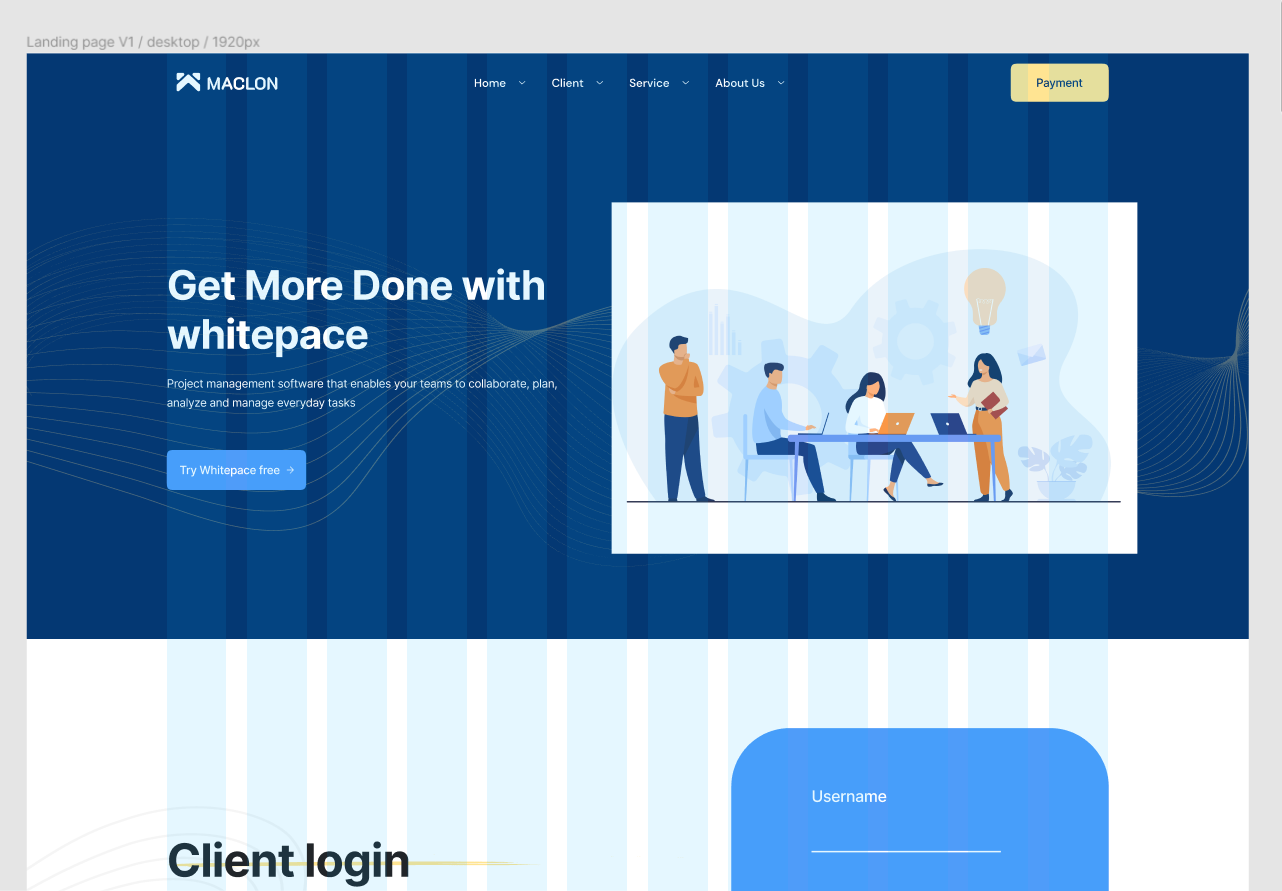 Landing page V1 / desktop / 1920px
MACLON
Home
Client
Service
About Us
Payment
Get More Done with
whitepace
Project management software that enables your teams to collaborate, plan,
analyze and manage everyday tasks
Try Whitepace free →
Username
Client login